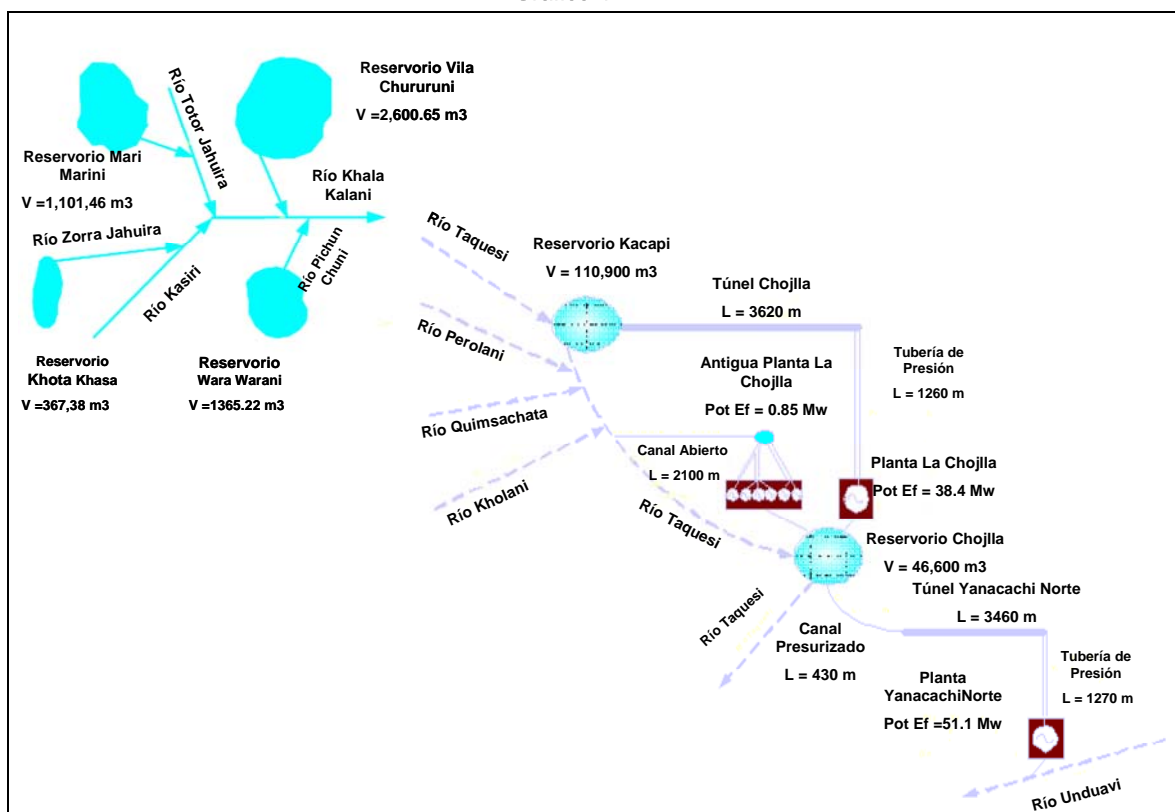 Reservorio Vila
Chururuni
V =2,600.65 m3
Río Totor Jahuira
Reservorio Mari
Marini
V =1,101,46 m3
Río Khala
Kalani
Río Zorra Jahuira
Río Pichun
Chuni
Río Kasiri
Reservorio
Khota Khasa
V =367,38 m3
Reservorio
Wara Warani
V =1365.22 m3
Río Taquesi
Reservorio Kacapi
V = 110,900 m3
Túnel Chojlla
L = 3620 m
Río Perolani
Antigua Planta La
Chojlla
Pot Ef = 0.85 Mw
Tubería de
Presión
L = 1260 m
Río Quimsachata
Canal Abierto
L = 2100 m
Planta La Chojlla
Pot Ef = 38.4 Mw
Río Kholani
Río Taquesi
Reservorio Chojlla
V = 46,600 m3
Túnel Yanacachi Norte
L = 3460 m
Río Taquesi
Canal
Presurizado
L = 430 m
Tubería de
Presión
L = 1270 m
Planta
YanacachiNorte
Pot Ef =51.1 Mw
Río Unduavi